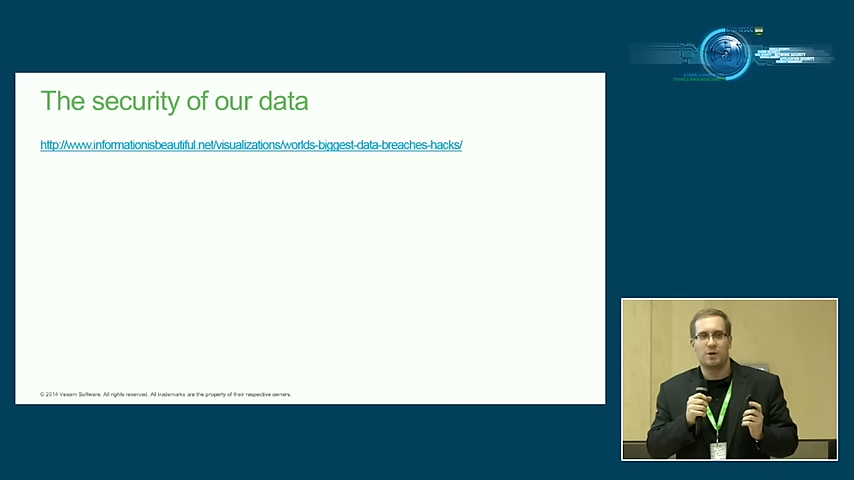 The security of our data
http://www.informationisbeautiful.net/visualizations/worlds-biggest-data-breaches-hacks/
© 2014 Veeam Software. All rights reserved. All trademarks are the property of their respective owners.